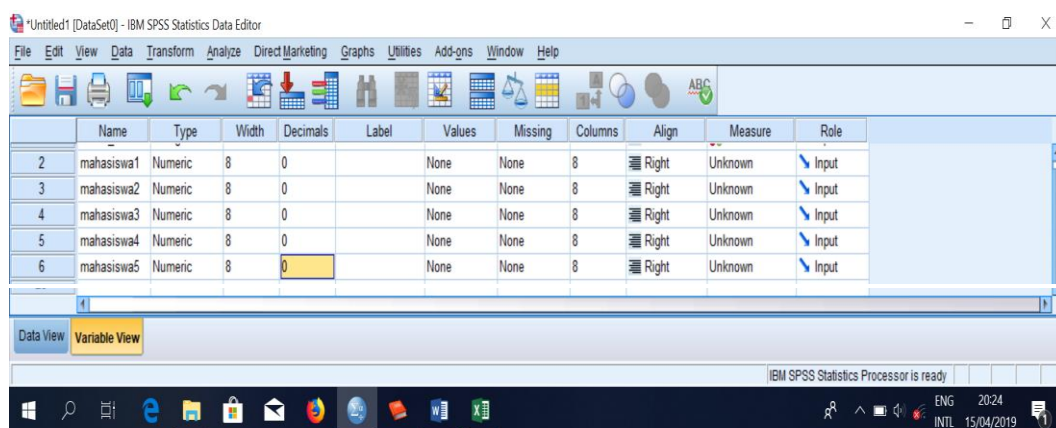 *Untitled1 [DataSet0] - IBM SPSS Statistics Data Editor
File Edit View Data Transform Analyze Direct Marketing Graphs Utilities Add-ons Window Help
Name Type Width Decimals Label Values Missing Columns Align Measure Role
2 mahasiswa1 Numeric 8 0 None None 8 Right Unknown Input
3 mahasiswa2 Numeric 8 0 None None 8 Right Unknown Input
4 mahasiswa3 Numeric 8 0 None None 8 Right Unknown Input
5 mahasiswa4 Numeric 8 0 None None 8 Right Unknown Input
6 mahasiswa5 Numeric 8 0 None None 8 Right Unknown Input
Data View Variable View
IBM SPSS Statistics Processor is ready
ENG 20:24
INTL 15/04/2019